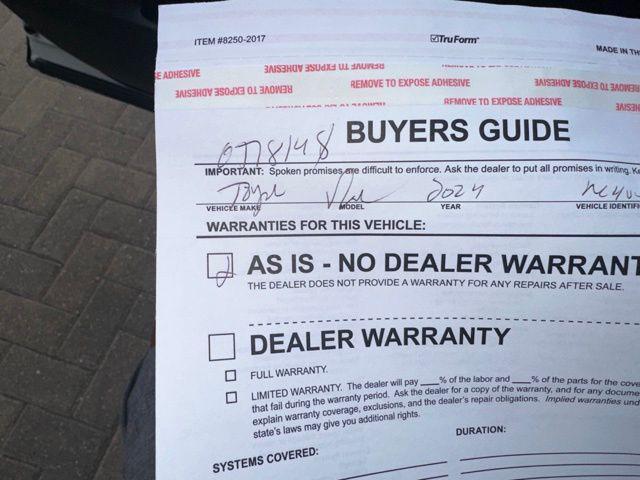 ITEM #8250-2017
TruForm®
MADE IN TH
E ADHESIVE
REMOVE TO EXPOSE ADHESIVE
REMOVE TO EXPOSE ADHESIVE
REMOVE TO EXPOSE ADHESIVE
REMOVE TO EXPOSE ADHESIVE
REMOVE TO EXPOSE ADHESIVE
BUYERS GUIDE
IMPORTANT: Spoken promises are difficult to enforce. Ask the dealer to put all promises in writing. Ke
2024
VEHICLE MAKE MODEL YEAR VEHICLE IDENTIF
WARRANTIES FOR THIS VEHICLE:
AS IS - NO DEALER WARRANT
THE DEALER DOES NOT PROVIDE A WARRANTY FOR ANY REPAIRS AFTER SALE.
DEALER WARRANTY
FULL WARRANTY.
LIMITED WARRANTY. The dealer will pay ___% of the labor and ___% of the parts for the cove
that fail during the warranty period. Ask the dealer for a copy of the warranty, and for any docume
explain warranty coverage, exclusions, and the dealer's repair obligations. Implied warranties und
state's laws may give you additional rights.
SYSTEMS COVERED: DURATION: